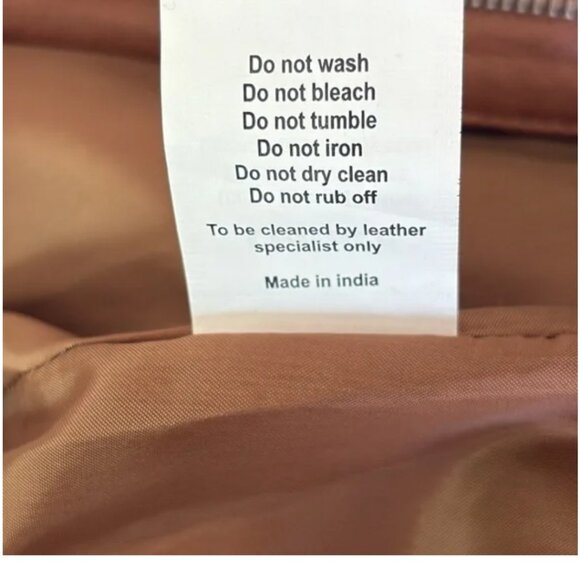 Do not wash
Do not bleach
Do not tumble
Do not iron
Do not dry clean
Do not rub off
To be cleaned by leather
specialist only
Made in india